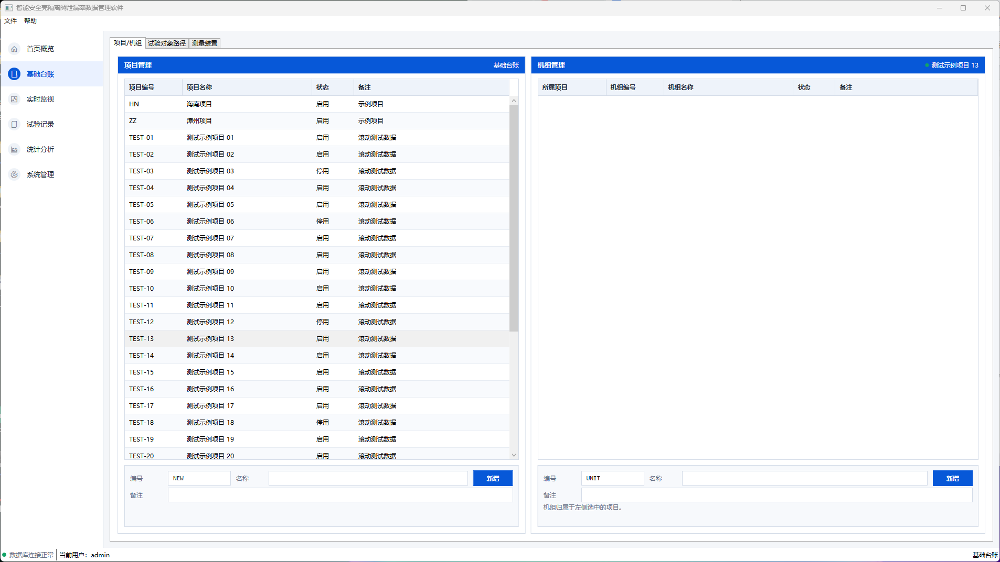 智能安全壳隔离阀泄漏率数据管理软件
文件 帮助
首页概览
基础台账
实时监视
试验记录
统计分析
系统管理
项目/机组 试验对象路径 测量装置
项目管理 基础台账
项目编号 项目名称 状态 备注
HN 海南项目 启用 示例项目
ZZ 漳州项目 启用 示例项目
TEST-01 测试示例项目 01 启用 滚动测试数据
TEST-02 测试示例项目 02 启用 滚动测试数据
TEST-03 测试示例项目 03 停用 滚动测试数据
TEST-04 测试示例项目 04 启用 滚动测试数据
TEST-05 测试示例项目 05 启用 滚动测试数据
TEST-06 测试示例项目 06 停用 滚动测试数据
TEST-07 测试示例项目 07 启用 滚动测试数据
TEST-08 测试示例项目 08 启用 滚动测试数据
TEST-09 测试示例项目 09 启用 滚动测试数据
TEST-10 测试示例项目 10 启用 滚动测试数据
TEST-11 测试示例项目 11 启用 滚动测试数据
TEST-12 测试示例项目 12 停用 滚动测试数据
TEST-13 测试示例项目 13 启用 滚动测试数据
TEST-14 测试示例项目 14 启用 滚动测试数据
TEST-15 测试示例项目 15 启用 滚动测试数据
TEST-16 测试示例项目 16 启用 滚动测试数据
TEST-17 测试示例项目 17 启用 滚动测试数据
TEST-18 测试示例项目 18 停用 滚动测试数据
TEST-19 测试示例项目 19 启用 滚动测试数据
TEST-20 测试示例项目 20 启用 滚动测试数据
编号 NEW 名称 新增
备注
机组管理 测试示例项目 13
所属项目 机组编号 机组名称 状态 备注
编号 UNIT 名称 新增
备注
机组归属于左侧选中的项目。
数据库连接正常 当前用户：admin 基础台账